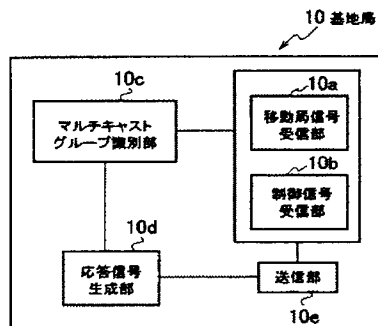 10 基地局
10c
マルチキャスト
グループ識別部
10a
移動局信号
受信部
10b
制御信号
受信部
10d
応答信号
生成部
送信部
10e